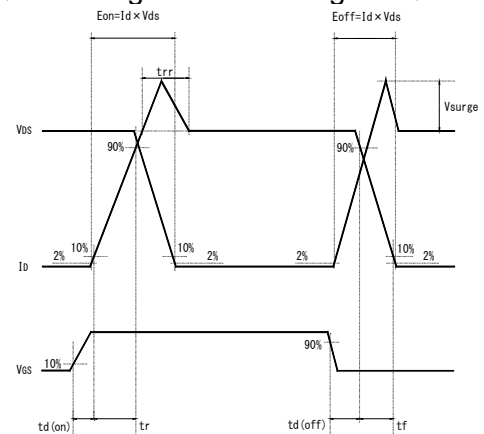 Eon=Id×Vds
Eoff=Id×Vds
trr
Vsurge
VDS
90%
90%
2%
10%
10%
2%
2%
10%
2%
ID
VGS
10%
90%
td(on)
tr
td(off)
tf